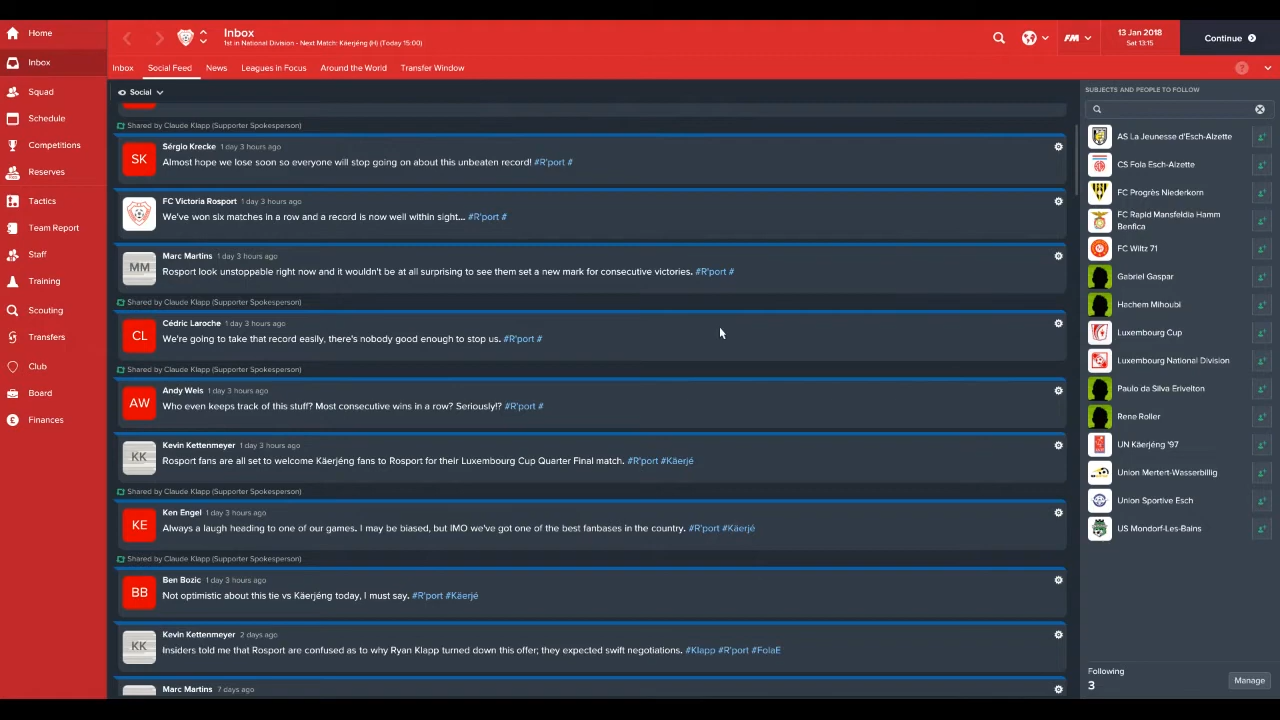 Home
Inbox
Squad
Schedule
Competitions
Reserves
Tactics
Team Report
Staff
Training
Scouting
Transfers
Club
Board
Finances
Inbox
1st in National Division - Next Match: Käerjéng (H) (Today 15:00)
FM
13 Jan 2018
Sat 13:15
Continue
Inbox
Social Feed
News
Leagues in Focus
Around the World
Transfer Window
?
Social
Shared by Claude Klapp (Supporter Spokesperson)
SK
Sérgio Krecke 1 day 3 hours ago
Almost hope we lose soon so everyone will stop going on about this unbeaten record! #R'port #
FC Victoria Rosport 1 day 3 hours ago
We've won six matches in a row and a record is now well within sight... #R'port #
MM
Marc Martins 1 day 3 hours ago
Rosport look unstoppable right now and it wouldn't be at all surprising to see them set a new mark for consecutive victories. #R'port #
Shared by Claude Klapp (Supporter Spokesperson)
CL
Cédric Laroche 1 day 3 hours ago
We're going to take that record easily, there's nobody good enough to stop us. #R'port #
Shared by Claude Klapp (Supporter Spokesperson)
AW
Andy Weis 1 day 3 hours ago
Who even keeps track of this stuff? Most consecutive wins in a row? Seriously!? #R'port #
KK
Kevin Kettenmeyer 1 day 3 hours ago
Rosport fans are all set to welcome Käerjéng fans to Rosport for their Luxembourg Cup Quarter Final match. #R'port #Käerjé
Shared by Claude Klapp (Supporter Spokesperson)
KE
Ken Engel 1 day 3 hours ago
Always a laugh heading to one of our games. I may be biased, but IMO we've got one of the best fanbases in the country. #R'port #Käerjé
Shared by Claude Klapp (Supporter Spokesperson)
BB
Ben Bozic 1 day 3 hours ago
Not optimistic about this tie vs Käerjéng today, I must say. #R'port #Käerjé
KK
Kevin Kettenmeyer 2 days ago
Insiders told me that Rosport are confused as to why Ryan Klapp turned down this offer; they expected swift negotiations. #Klapp #R'port #FolaE
Marc Martins 7 days ago
SUBJECTS AND PEOPLE TO FOLLOW
AS La Jeunesse d'Esch-Alzette
CS Fola Esch-Alzette
FC Progrès Niederkorn
FC Rapid Mansfeldia Hamm
Benfica
FC Wiltz 71
Gabriel Gaspar
Hachem Mihoubi
Luxembourg Cup
Luxembourg National Division
Paulo da Silva Erivelton
Rene Roller
UN Käerjéng '97
Union Mertert-Wasserbillig
Union Sportive Esch
US Mondorf-Les-Bains
Following
3
Manage